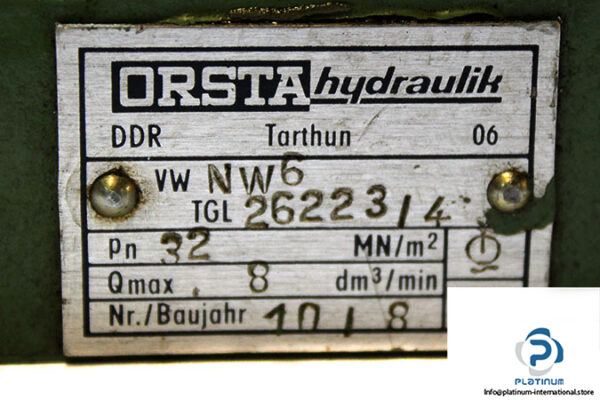 ORSTA hydraulik
DDR Tarthun 06
VW NW6
TGL 26223/4
pn 32 MN/m²
Qmax. 8 dm³/min
Nr./Baujahr 10/8
PLATINUM
Info@platinum-international.store